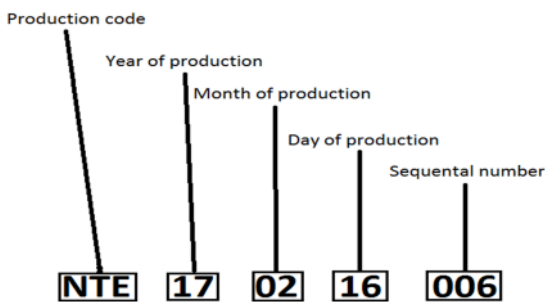 Production code
Year of production
Month of production
Day of production
Sequental number
NTE 17 02 16 006